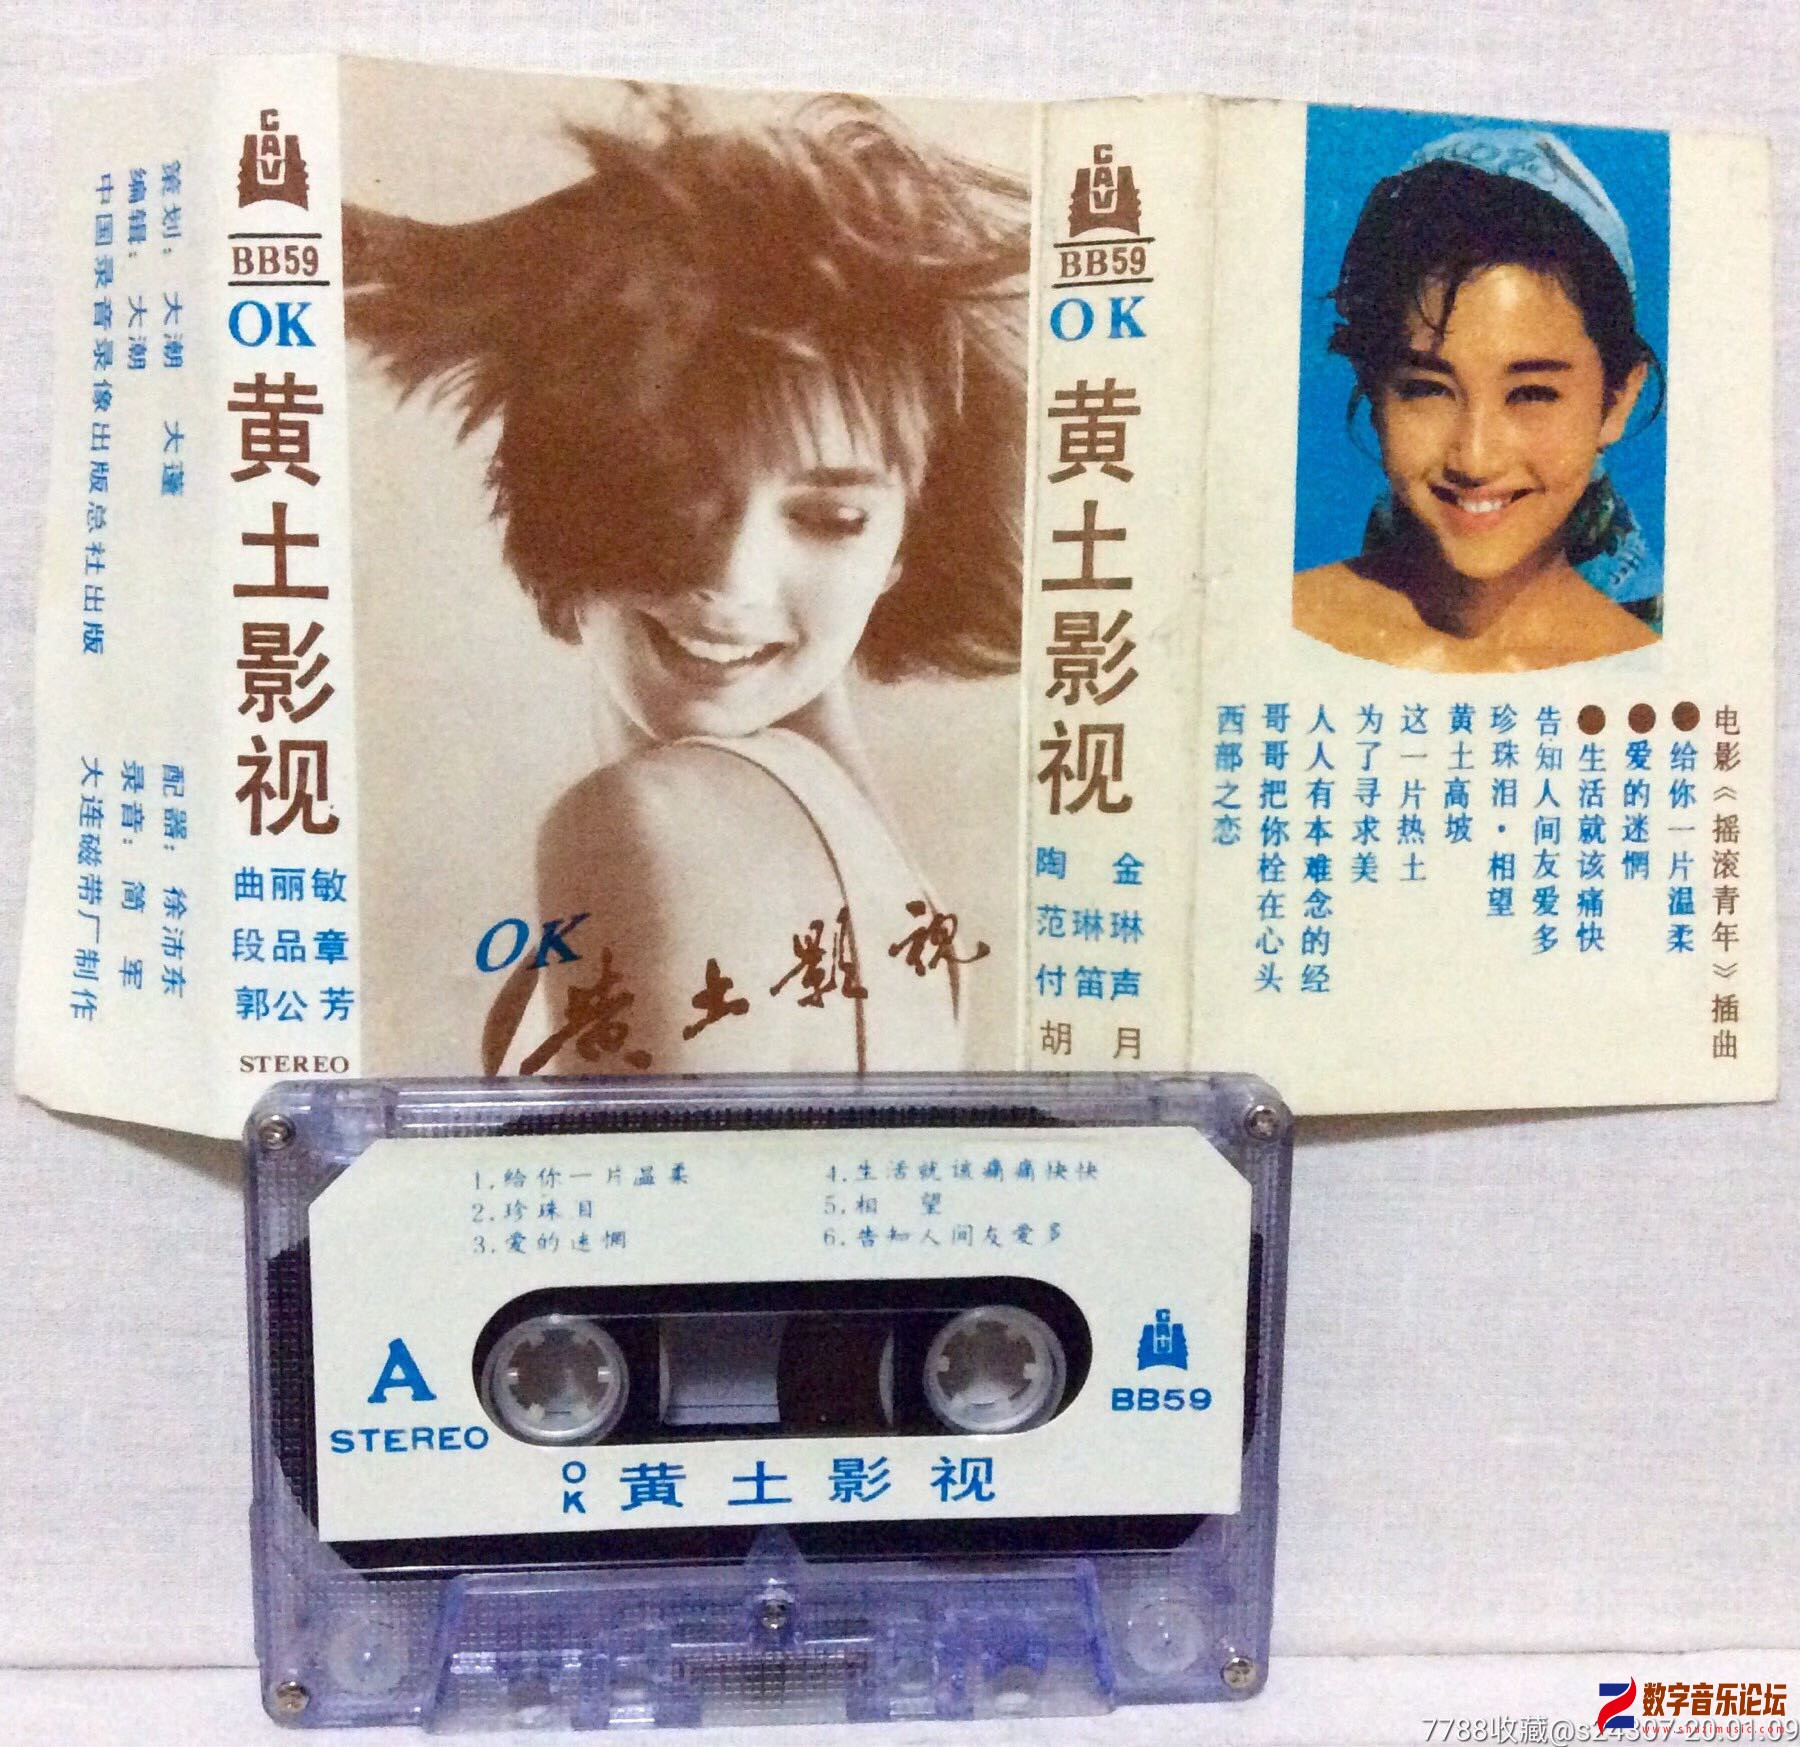 策划：大潮 大蓬
编辑：大潮
中国录音录像出版总社出版
配器：徐沛东
录音：简军
大连磁带厂制作
CAV
BB59
OK
黄土影视
曲丽敏
段品章
郭公芳
STEREO
OK
黄土影视
CAV
BB59
OK
黄土影视
陶金
范琳琳
付笛声
胡月
电影《摇滚青年》插曲
●给你一片温柔
●爱的迷惘
●生活就该痛快
告知人间友爱多
珍珠泪·相望
黄土高坡
这一片热土
为了寻求美
人人有本难念的经
哥哥把你栓在心头
西部之恋
1.给你一片温柔
2.珍珠目
3.爱的迷惘
4.生活就该痛痛快快
5.相 望
6.告知人间友爱多
A
STEREO
CAV
BB59
OK 黄土影视
数字音乐论坛
www.shuzimusic.com
7788收藏@s24307 20.01.09